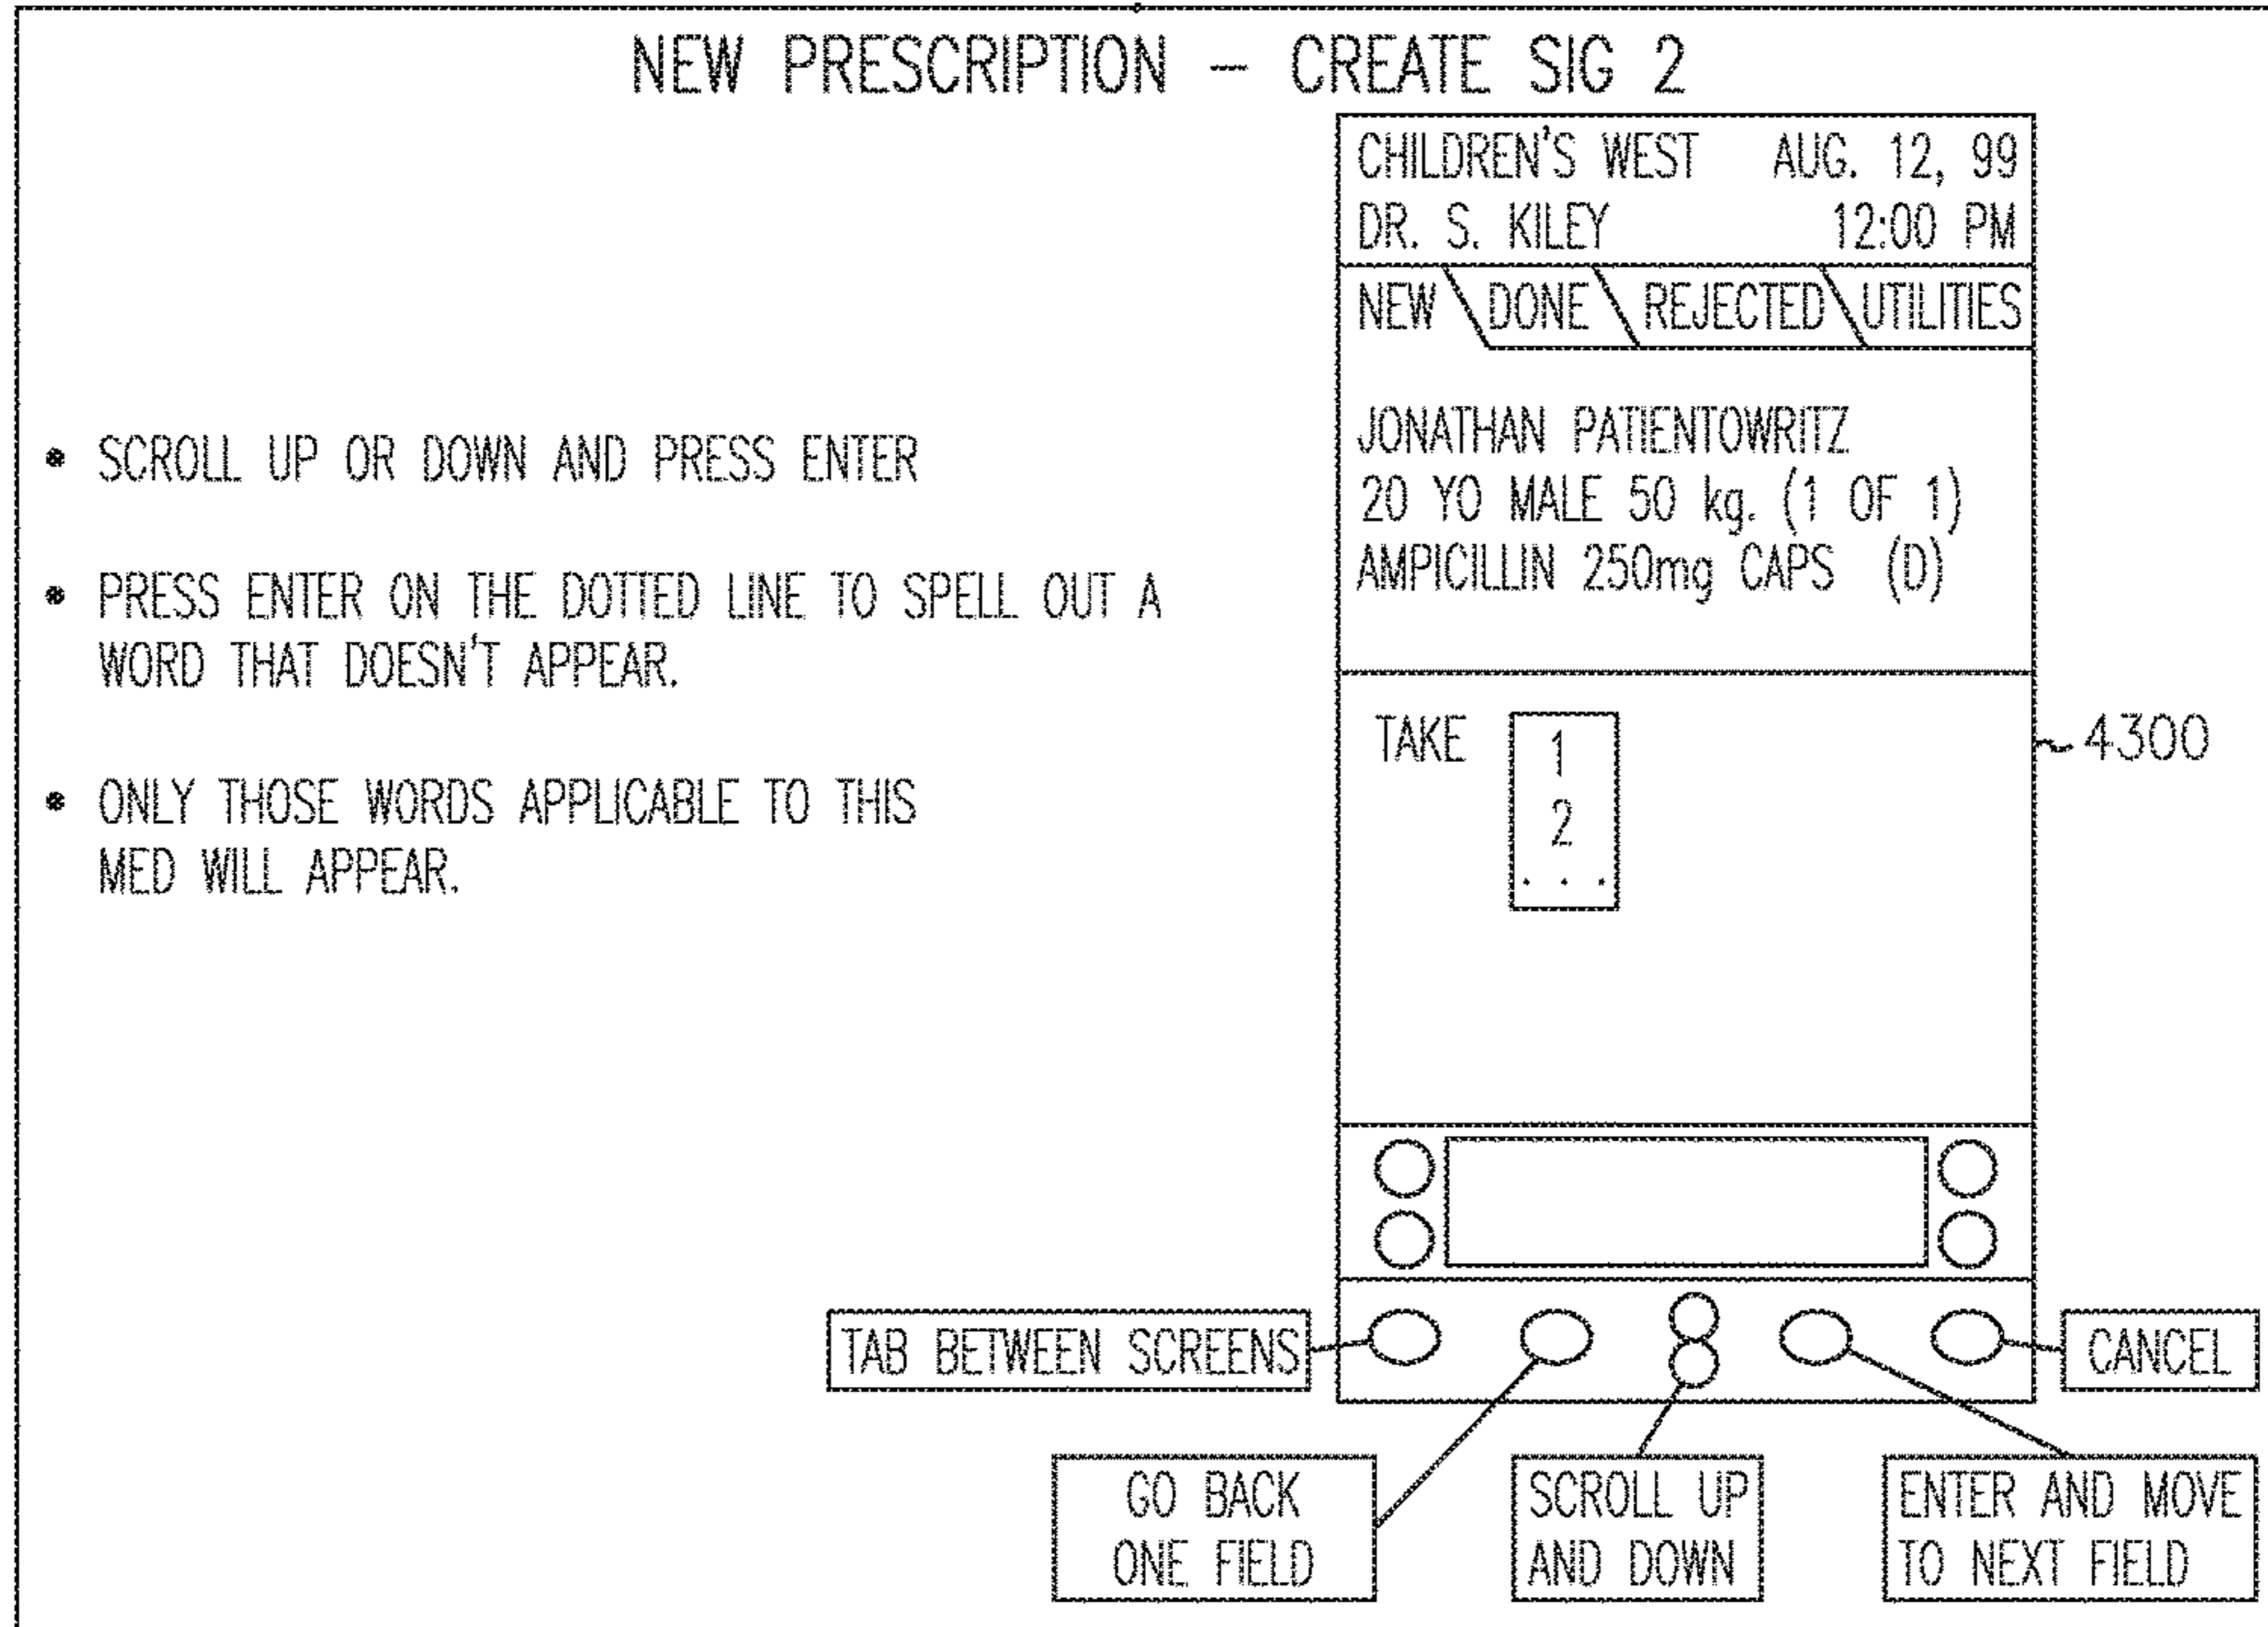 NEW PRESCRIPTION – CREATE SIG 2
• SCROLL UP OR DOWN AND PRESS ENTER
• PRESS ENTER ON THE DOTTED LINE TO SPELL OUT A
WORD THAT DOESN'T APPEAR.
• ONLY THOSE WORDS APPLICABLE TO THIS
MED WILL APPEAR.
CHILDREN'S WEST AUG. 12, 99
DR. S. KILEY 12:00 PM
NEW DONE REJECTED UTILITIES
JONATHAN PATIENTOWRITZ
20 YO MALE 50 kg. (1 OF 1)
AMPICILLIN 250mg CAPS (D)
TAKE 1
2
. . .
4300
TAB BETWEEN SCREENS
CANCEL
GO BACK
ONE FIELD
SCROLL UP
AND DOWN
ENTER AND MOVE
TO NEXT FIELD